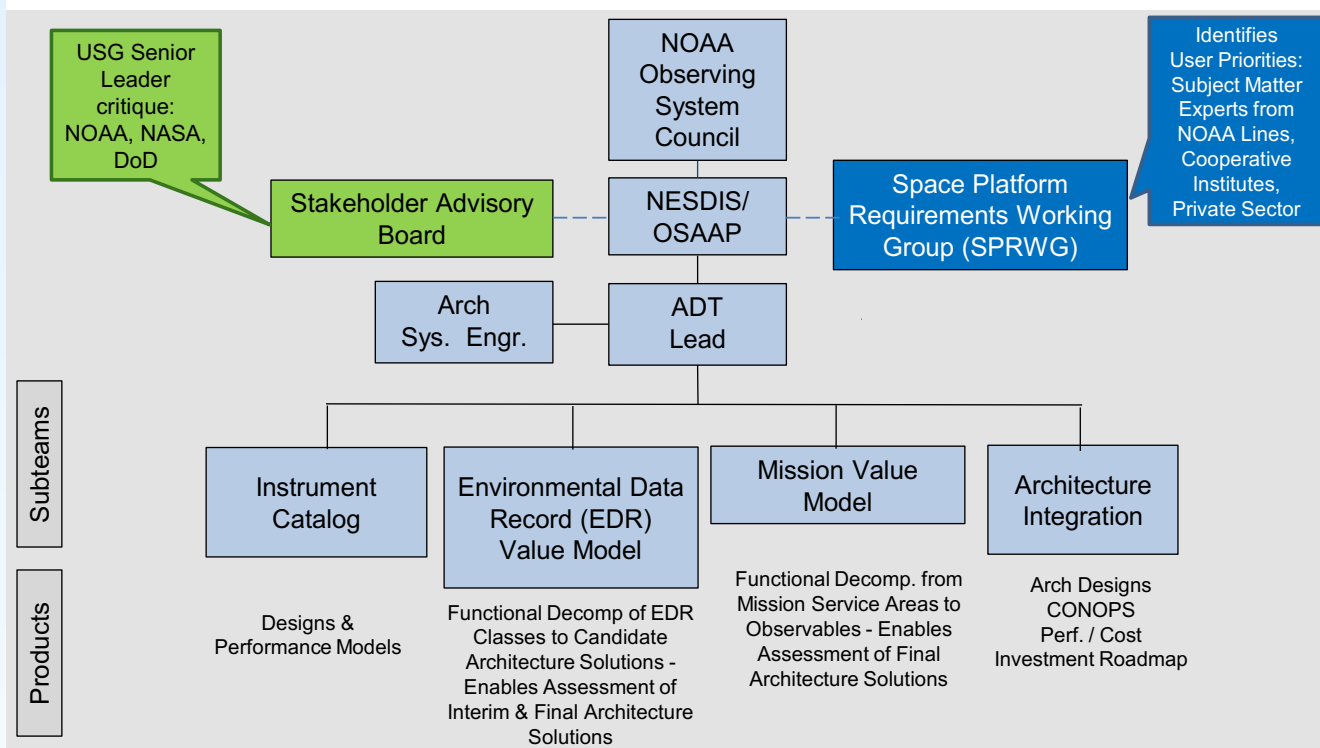 USG Senior
Leader
critique:
NOAA, NASA,
DoD
NOAA
Observing
System
Council
Identifies
User Priorities:
Subject Matter
Experts from
NOAA Lines,
Cooperative
Institutes,
Private Sector
Stakeholder Advisory
Board
NESDIS/
OSAAP
Space Platform
Requirements Working
Group (SPRWG)
Arch
Sys. Engr.
ADT
Lead
Subteams
Instrument
Catalog
Environmental Data
Record (EDR)
Value Model
Mission Value
Model
Architecture
Integration
Products
Designs &
Performance Models
Functional Decomp of EDR
Classes to Candidate
Architecture Solutions -
Enables Assessment of
Interim & Final Architecture
Solutions
Functional Decomp. from
Mission Service Areas to
Observables - Enables
Assessment of Final
Architecture Solutions
Arch Designs
CONOPS
Perf. / Cost
Investment Roadmap